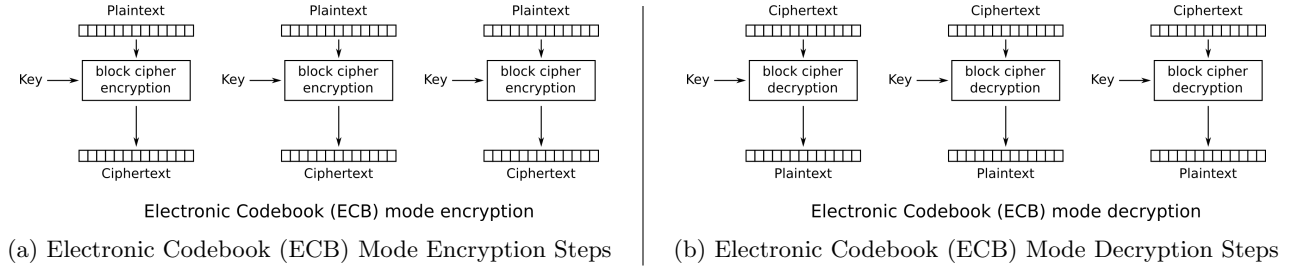 Plaintext
Plaintext
Plaintext
Key
block cipher
encryption
Key
block cipher
encryption
Key
block cipher
encryption
Ciphertext
Ciphertext
Ciphertext
Electronic Codebook (ECB) mode encryption
(a) Electronic Codebook (ECB) Mode Encryption Steps
Ciphertext
Ciphertext
Ciphertext
Key
block cipher
decryption
Key
block cipher
decryption
Key
block cipher
decryption
Plaintext
Plaintext
Plaintext
Electronic Codebook (ECB) mode decryption
(b) Electronic Codebook (ECB) Mode Decryption Steps